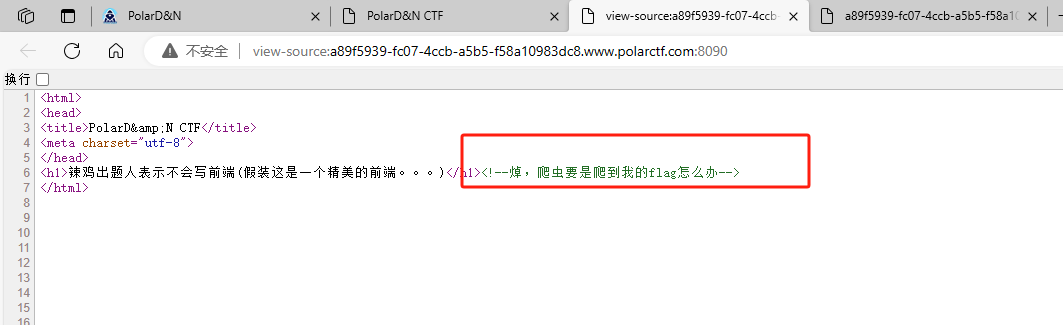 PolarD&N
PolarD&N CTF
view-source:a89f5939-fc07-4ccb-
a89f5939-fc07-4ccb-a5b5-f58a10
不安全 view-source:a89f5939-fc07-4ccb-a5b5-f58a10983dc8.www.polarctf.com:8090
换行
1 <html>
2 <head>
3 <title>PolarD&amp;N CTF</title>
4 <meta charset="utf-8">
5 </head>
6 <h1>辣鸡出题人表示不会写前端(假装这是一个精美的前端。。。)</h1><!--焯，爬虫要是爬到我的flag怎么办-->
7 </html>
8
9
10
11
12
13
14
15
16